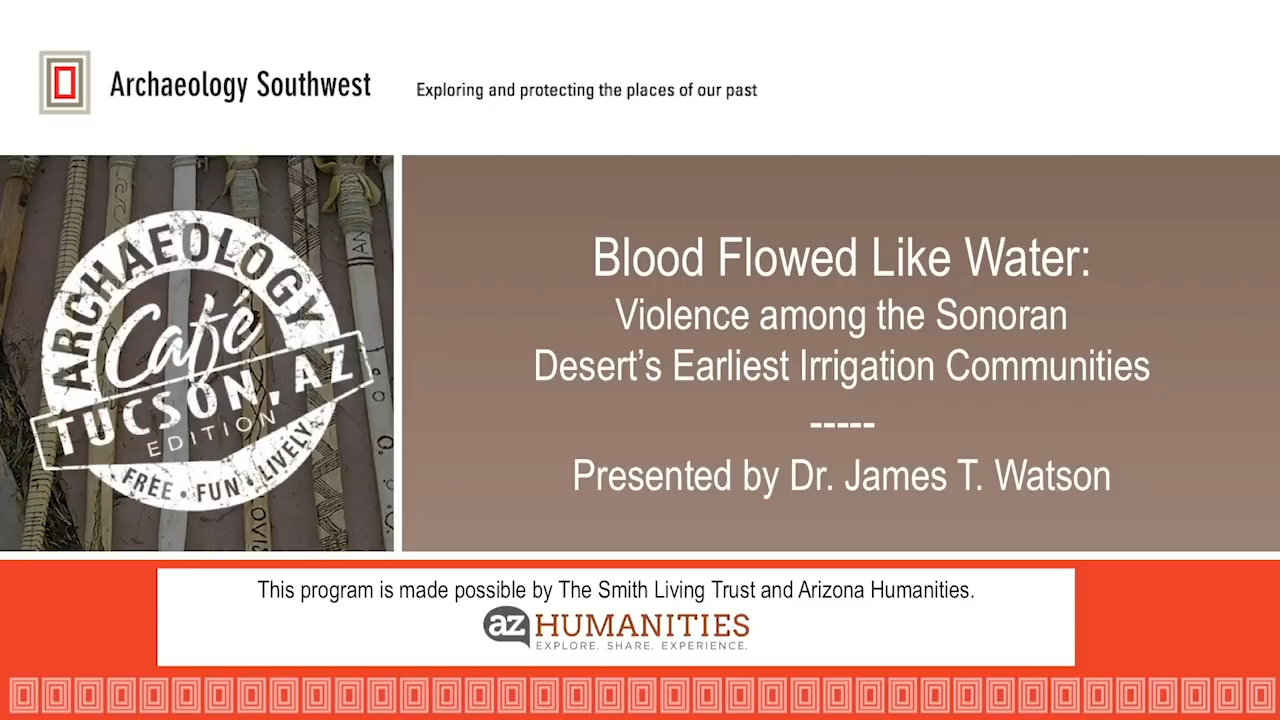 Archaeology Southwest
Exploring and protecting the places of our past
ARCHAEOLOGY
Café
TUCSON, AZ
EDITION
FREE • FUN • LIVELY
Blood Flowed Like Water:
Violence among the Sonoran
Desert's Earliest Irrigation Communities
-----
Presented by Dr. James T. Watson
This program is made possible by The Smith Living Trust and Arizona Humanities.
az HUMANITIES
EXPLORE. SHARE. EXPERIENCE.